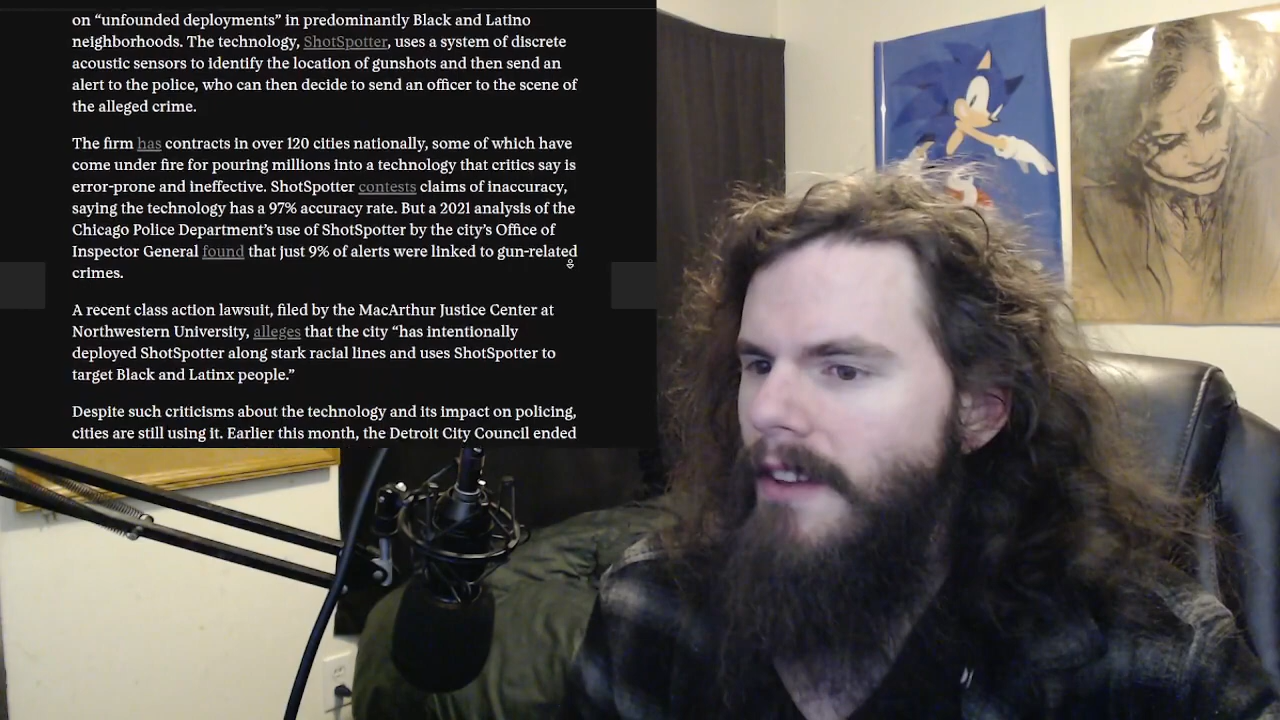 on “unfounded deployments” in predominantly Black and Latino
neighborhoods. The technology, ShotSpotter, uses a system of discrete
acoustic sensors to identify the location of gunshots and then send an
alert to the police, who can then decide to send an officer to the scene of
the alleged crime.
The firm has contracts in over 120 cities nationally, some of which have
come under fire for pouring millions into a technology that critics say is
error-prone and ineffective. ShotSpotter contests claims of inaccuracy,
saying the technology has a 97% accuracy rate. But a 2021 analysis of the
Chicago Police Department’s use of ShotSpotter by the city’s Office of
Inspector General found that just 9% of alerts were linked to gun-related
crimes.
A recent class action lawsuit, filed by the MacArthur Justice Center at
Northwestern University, alleges that the city “has intentionally
deployed ShotSpotter along stark racial lines and uses ShotSpotter to
target Black and Latinx people.”
Despite such criticisms about the technology and its impact on policing,
cities are still using it. Earlier this month, the Detroit City Council ended